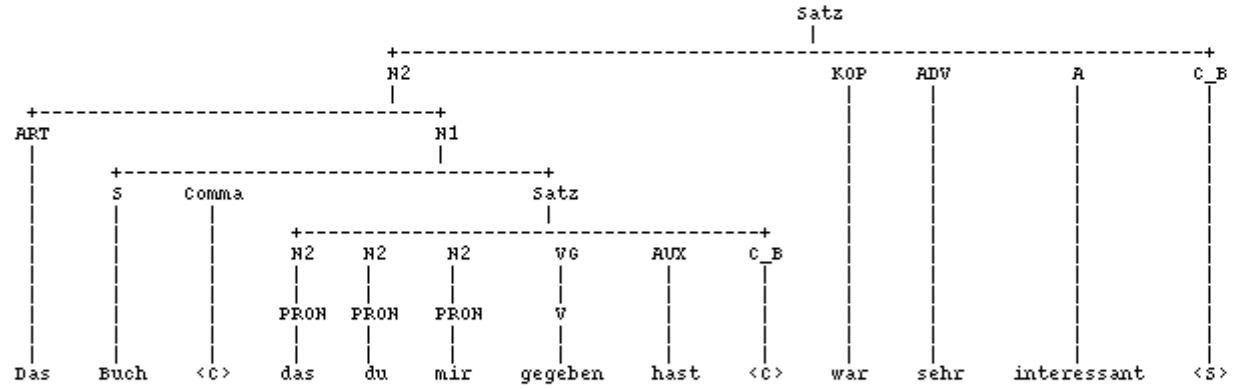 Satz
N2 KOP ADV A C_B
ART N1
S Comma Satz
N2 N2 N2 VG AUX C_B
PRON PRON PRON V
Das Buch <C> das du mir gegeben hast <C> war sehr interessant <S>